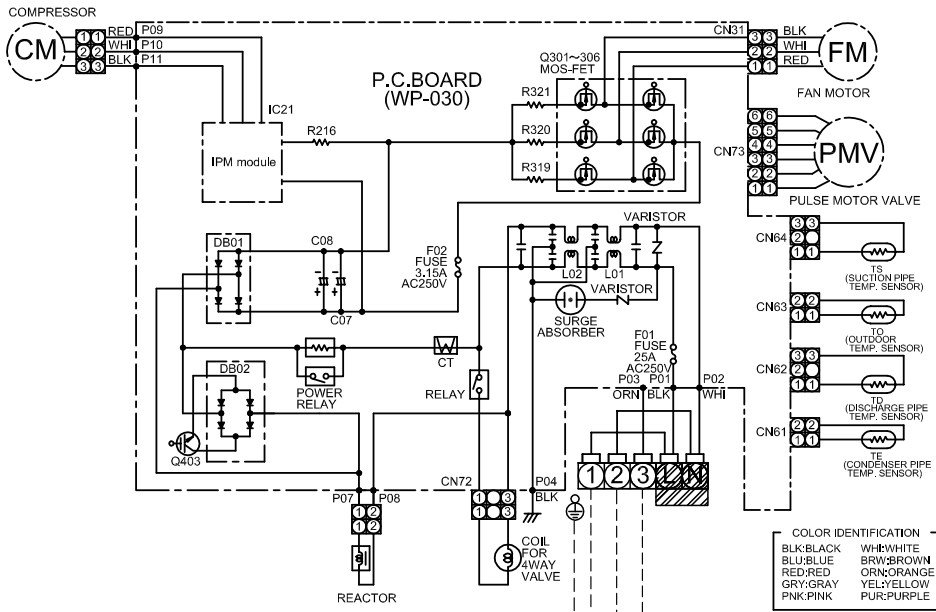 COMPRESSOR
CM
1 1 RED P09
2 2 WHI P10
3 3 BLK P11
P.C.BOARD
(WP-030)
IC21
IPM module
R216
Q301~306
MOS-FET
R321
R320
R319
CN31
3 3 BLK
2 2 WHI
1 1 RED
FM
FAN MOTOR
CN73
6 6
5 5
4 4
3 3
2 2
1 1
PMV
PULSE MOTOR VALVE
DB01
C08
C07
F02
FUSE
3.15A
AC250V
VARISTOR
L02
L01
VARISTOR
SURGE
ABSORBER
F01
FUSE
25A
AC250V
CN64
3 3
2
1 1
TS
(SUCTION PIPE
TEMP. SENSOR)
CN63
2 2
1 1
TO
(OUTDOOR
TEMP. SENSOR)
CN62
3 3
2
1 1
TD
(DISCHARGE PIPE
TEMP. SENSOR)
CN61
2 2
1 1
TE
(CONDENSER PIPE
TEMP. SENSOR)
CT
POWER
RELAY
RELAY
DB02
Q403
P03 P01 P02
ORN BLK WHI
1 2 3 L N
P07 P08
1 2
1 2
REACTOR
CN72
1 3
1 3
P04
BLK
COIL
FOR
4WAY
VALVE
COLOR IDENTIFICATION
BLK:BLACK WHI:WHITE
BLU:BLUE BRW:BROWN
RED:RED ORN:ORANGE
GRY:GRAY YEL:YELLOW
PNK:PINK PUR:PURPLE